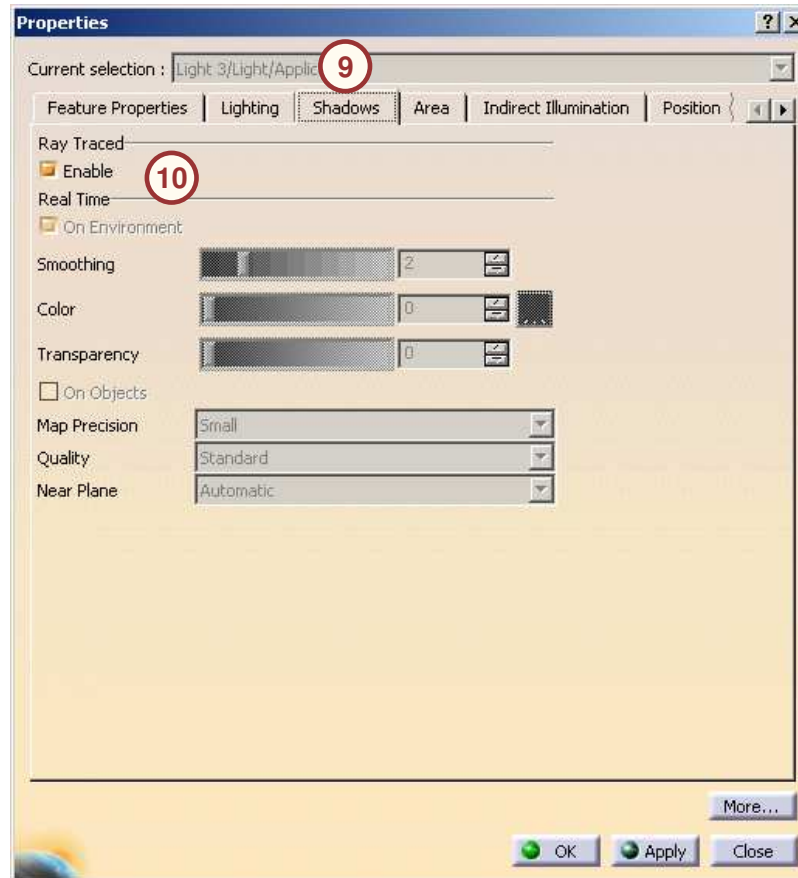 Properties
Current selection : Light 3/Light/Applic
9
Feature Properties Lighting Shadows Area Indirect Illumination Position
Ray Traced
Enable
10
Real Time
On Environment
Smoothing 2
Color 0
Transparency 0
On Objects
Map Precision Small
Quality Standard
Near Plane Automatic
More...
OK Apply Close